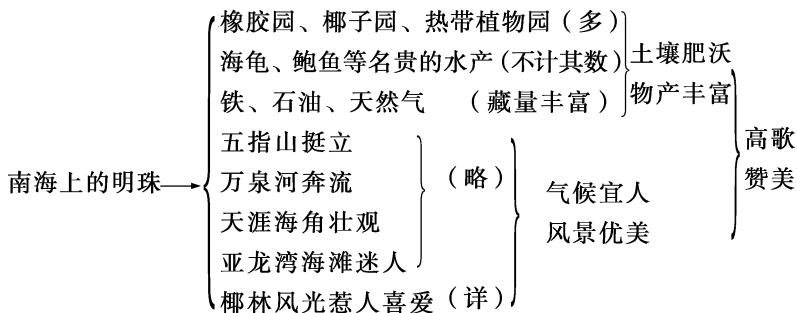 橡胶园、椰子园、热带植物园（多）
海龟、鲍鱼等名贵的水产（不计其数）
铁、石油、天然气 （藏量丰富）
土壤肥沃
物产丰富
南海上的明珠
五指山挺立
万泉河奔流
天涯海角壮观
亚龙湾海滩迷人
（略）
椰林风光惹人喜爱（详）
气候宜人
风景优美
高歌
赞美